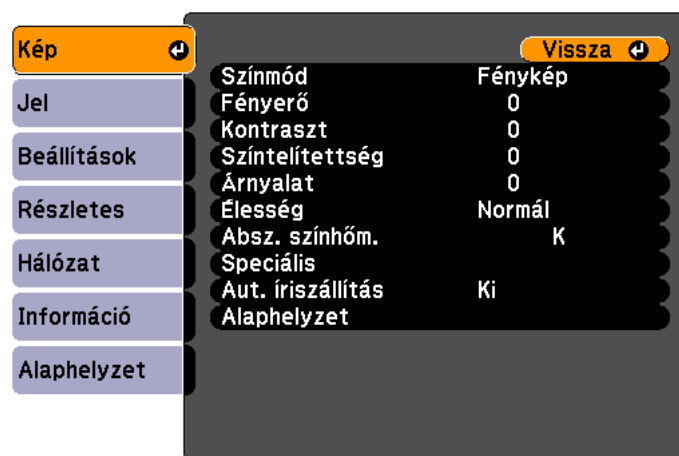 Kép
Jel
Beállítások
Részletes
Hálózat
Információ
Alaphelyzet
Vissza
Színmód Fénykép
Fényerő 0
Kontraszt 0
Színtelítettség 0
Árnyalat 0
Élesség Normál
Absz. színhőm. K
Speciális
Aut. íriszállítás Ki
Alaphelyzet